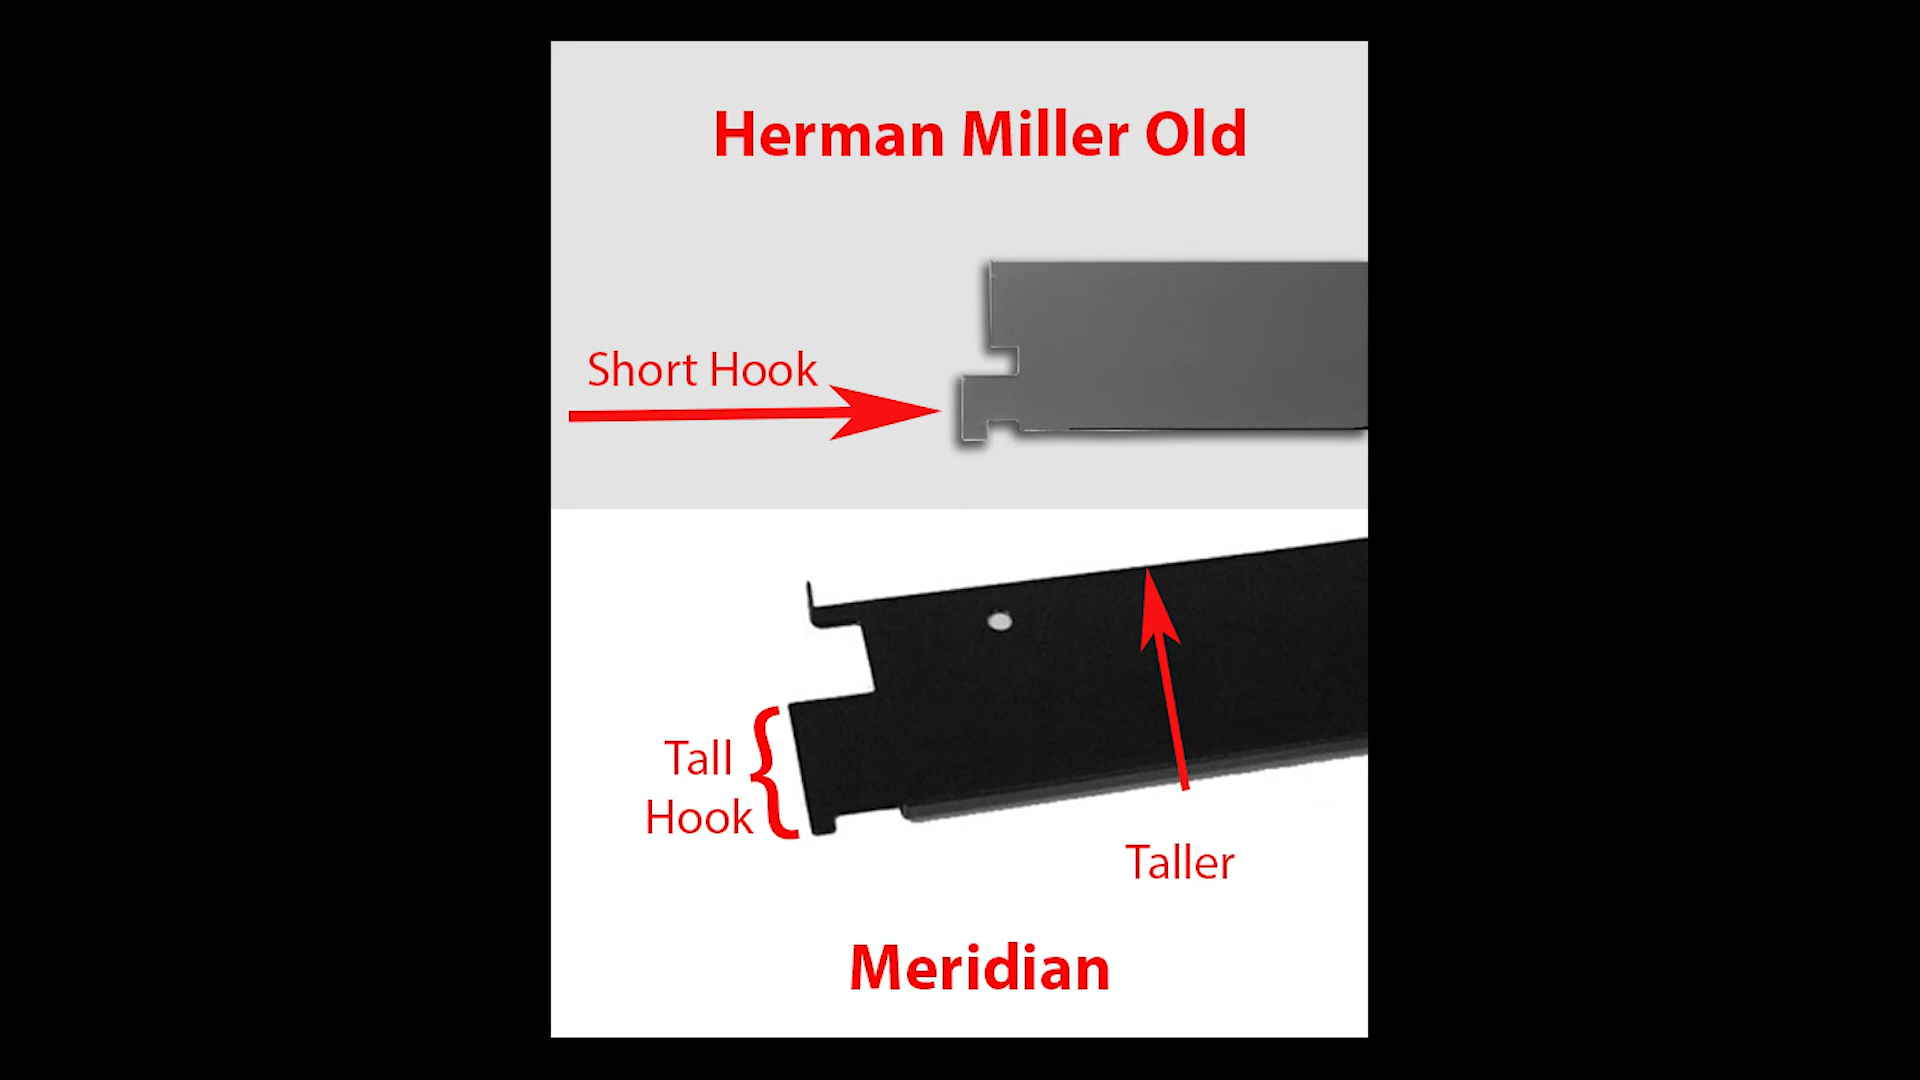 Herman Miller Old
Short Hook
Tall
Hook
Taller
Meridian